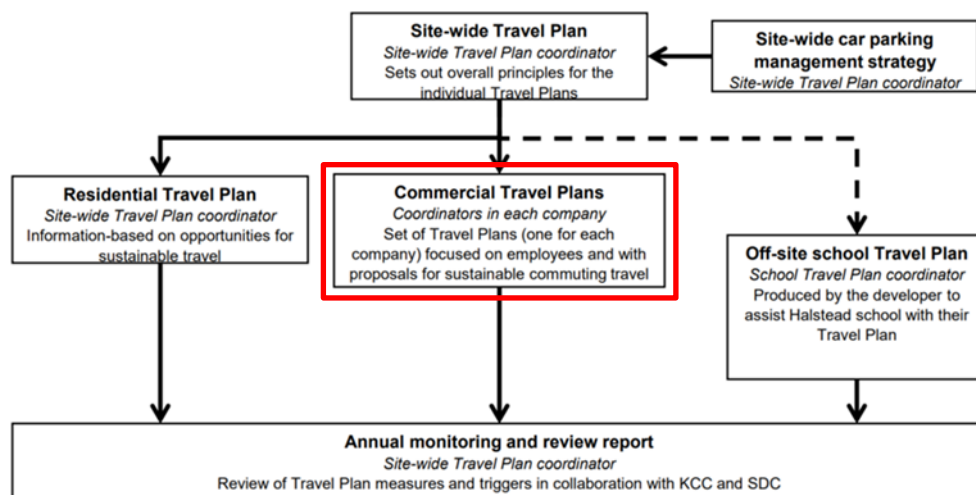 Site-wide Travel Plan
Site-wide Travel Plan coordinator
Sets out overall principles for the
individual Travel Plans
Site-wide car parking
management strategy
Site-wide Travel Plan coordinator
Residential Travel Plan
Site-wide Travel Plan coordinator
Information-based on opportunities for
sustainable travel
Commercial Travel Plans
Coordinators in each company
Set of Travel Plans (one for each
company) focused on employees and with
proposals for sustainable commuting travel
Off-site school Travel Plan
School Travel Plan coordinator
Produced by the developer to
assist Halstead school with their
Travel Plan
Annual monitoring and review report
Site-wide Travel Plan coordinator
Review of Travel Plan measures and triggers in collaboration with KCC and SDC